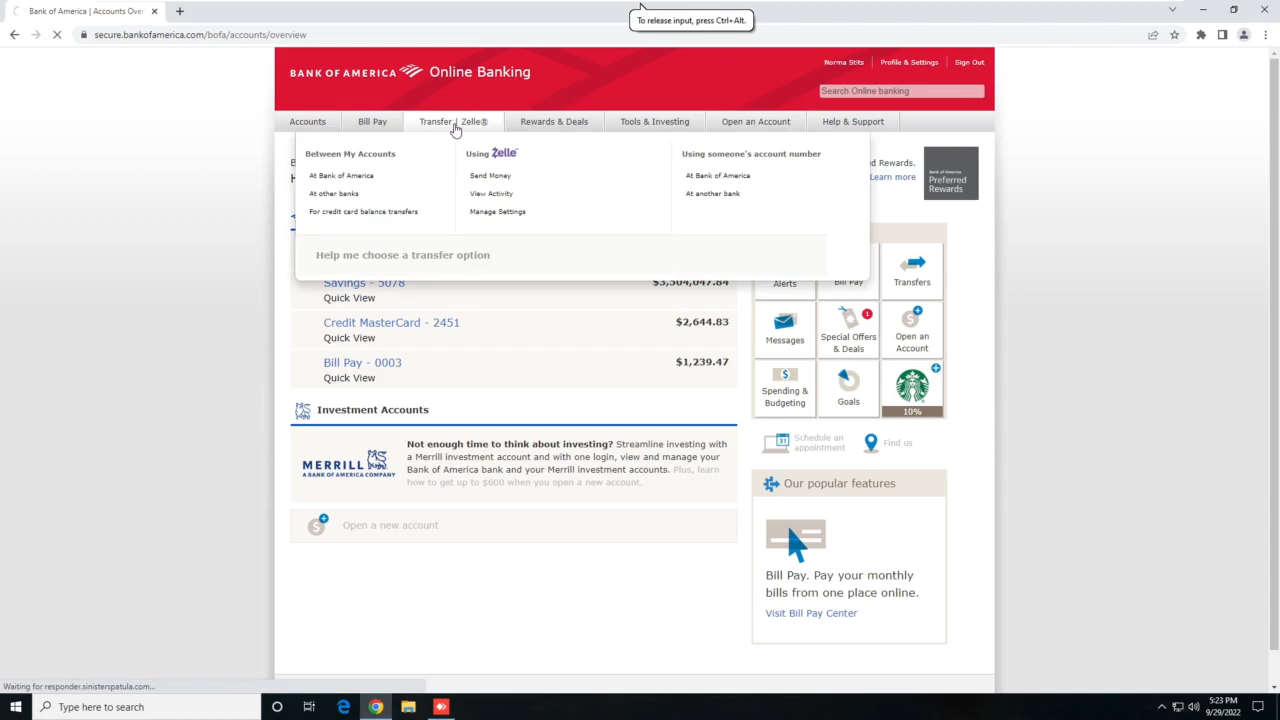 Bank of America | Accounts Over
To release input, press Ctrl+Alt.
secure.bankofamerica.com/bofa/accounts/overview
BANK OF AMERICA Online Banking
Norma Stits Profile & Settings Sign Out
Search Online banking
Accounts Bill Pay Transfer | Zelle® Rewards & Deals Tools & Investing Open an Account Help & Support
Between My Accounts
At Bank of America
At other banks
For credit card balance transfers
Using Zelle
Send Money
View Activity
Manage Settings
Using someone's account number
At Bank of America
At another bank
Help me choose a transfer option
Rewards.
Learn more
Bank of America
Preferred
Rewards
Savings - 5078 $3,504,047.84
Quick View
Credit MasterCard - 2451 $2,644.83
Quick View
Bill Pay - 0003 $1,239.47
Quick View
Investment Accounts
MERRILL
A BANK OF AMERICA COMPANY
Not enough time to think about investing? Streamline investing with
a Merrill investment account and with one login, view and manage your
Bank of America bank and your Merrill investment accounts. Plus, learn
how to get up to $600 when you open a new account.
Open a new account
Alerts
Bill Pay
Transfers
Messages
1
Special Offers
& Deals
Open an
Account
Spending &
Budgeting
Goals
10%
31
Schedule an
appointment
Find us
Our popular features
Bill Pay. Pay your monthly
bills from one place online.
Visit Bill Pay Center
Waiting for responder.sinisterspatula.com...
Type here to search
5:23 PM
9/29/2022